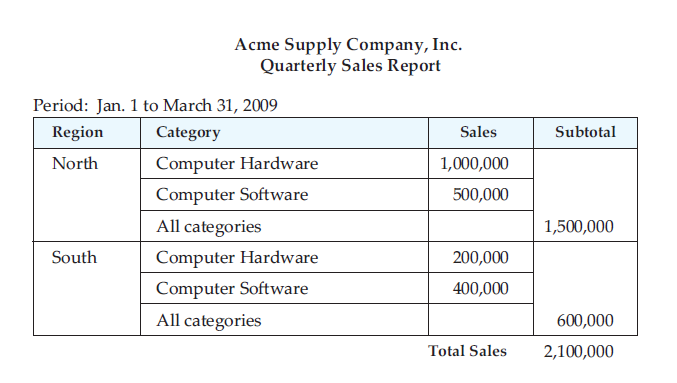 Acme Supply Company, Inc.
Quarterly Sales Report
Period: Jan. 1 to March 31, 2009
Region Category Sales Subtotal
North Computer Hardware 1,000,000
Computer Software 500,000
All categories 1,500,000
South Computer Hardware 200,000
Computer Software 400,000
All categories 600,000
Total Sales 2,100,000